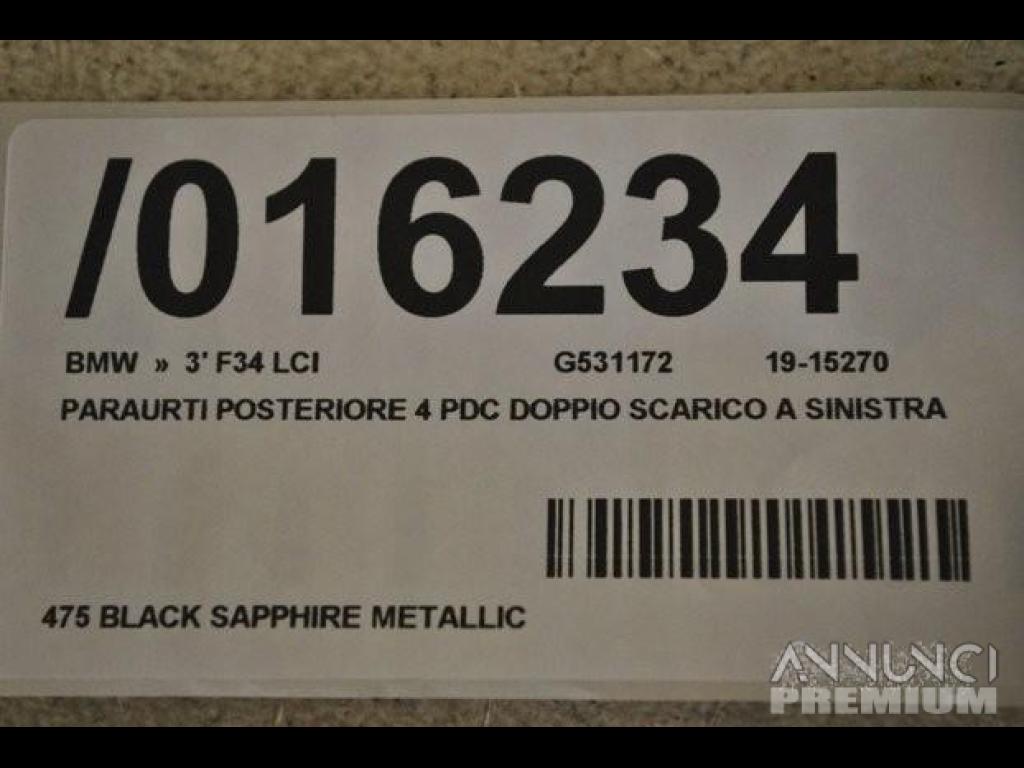 /016234
BMW » 3' F34 LCI G531172 19-15270
PARAURTI POSTERIORE 4 PDC DOPPIO SCARICO A SINISTRA
475 BLACK SAPPHIRE METALLIC
ANNUNCI
PREMIUM